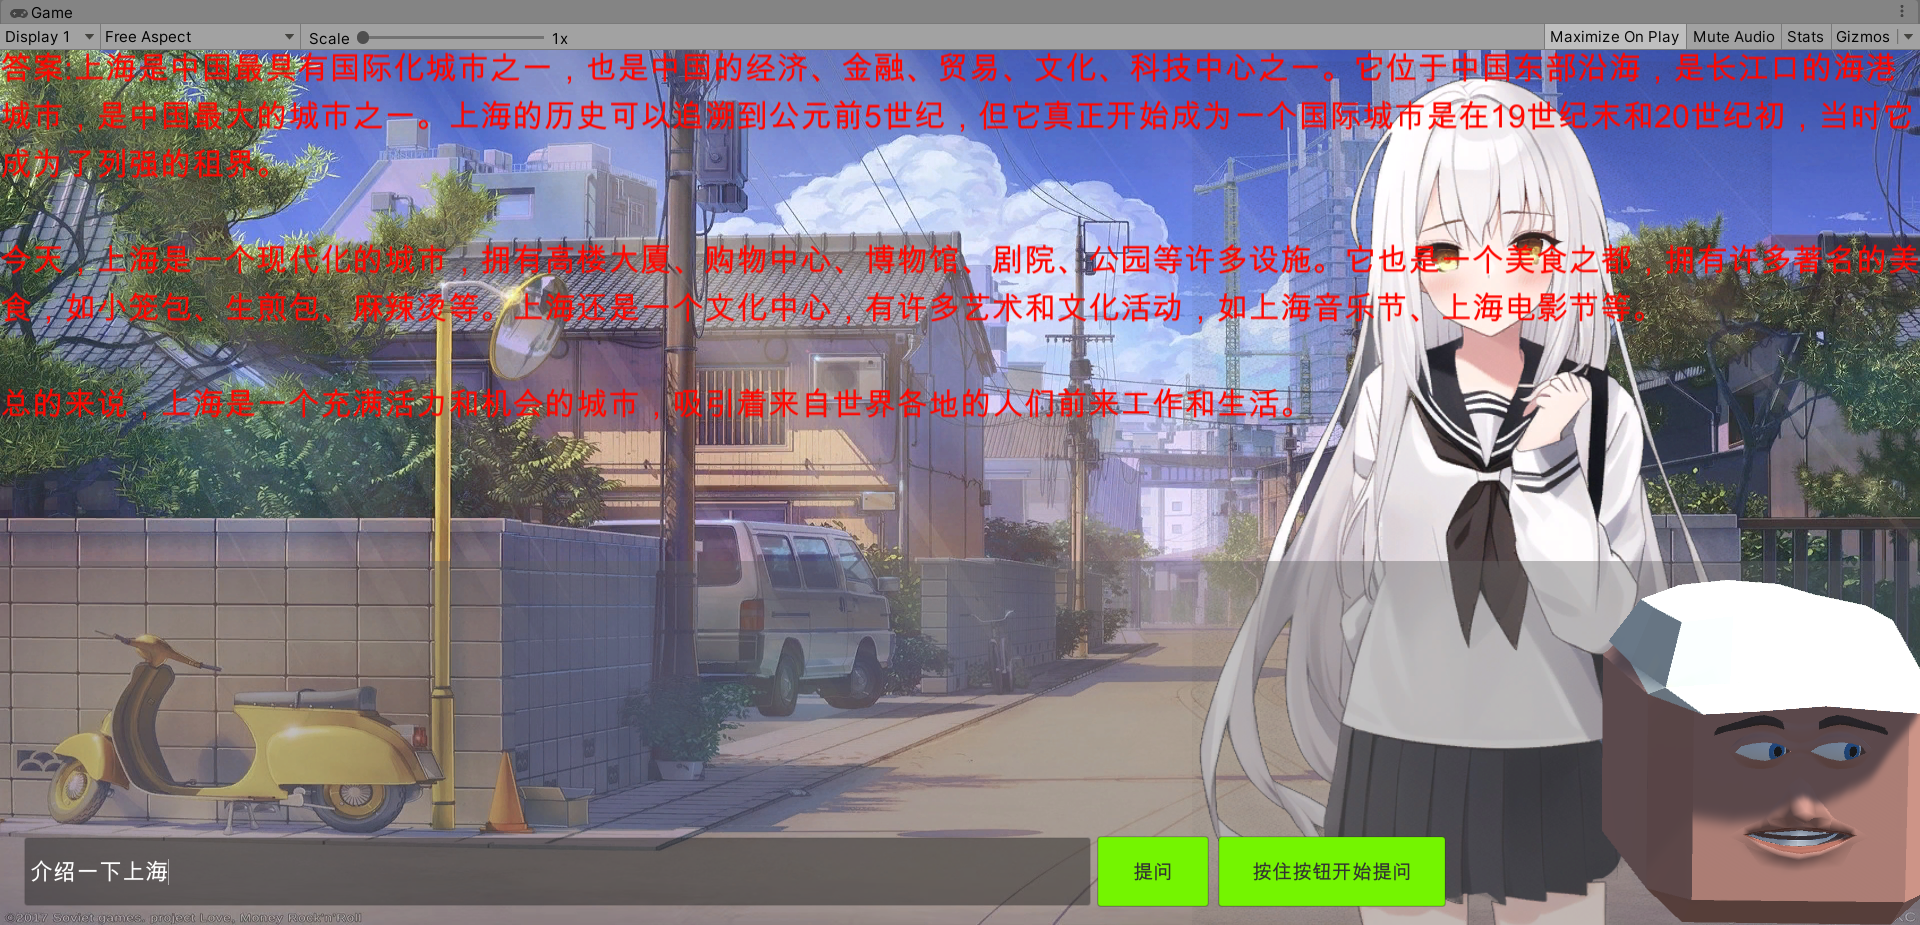 Game
Display 1 Free Aspect Scale 1x Maximize On Play Mute Audio Stats Gizmos
答案:上海是中国最具有国际化城市之一，也是中国的经济、金融、贸易、文化、科技中心之一。它位于中国东部沿海，是长江口的海港
城市，是中国最大的城市之一。上海的历史可以追溯到公元前5世纪，但它真正开始成为一个国际城市是在19世纪末和20世纪初，当时它
成为了列强的租界。
今天，上海是一个现代化的城市，拥有高楼大厦、购物中心、博物馆、剧院、公园等许多设施。它也是一个美食之都，拥有许多著名的美
食，如小笼包、生煎包、麻辣烫等。上海还是一个文化中心，有许多艺术和文化活动，如上海音乐节、上海电影节等。
总的来说，上海是一个充满活力和机会的城市，吸引着来自世界各地的人们前来工作和生活。
介绍一下上海 提问 按住按钮开始提问
©2017 Soviet games. project Love, Money Rock'n'Roll